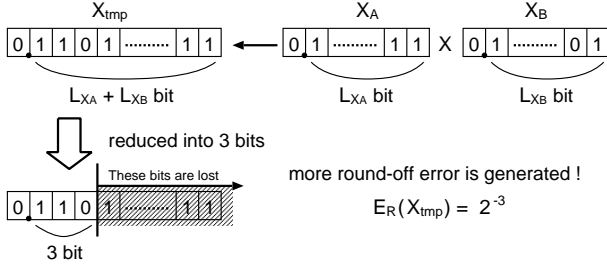 X_tmp X_A X_B
0.1 1 0 1 ......... 1 1 ← 0.1 ......... 1 1 X 0.1 ......... 0 1
L_XA + L_XB bit L_XA bit L_XB bit
reduced into 3 bits
These bits are lost
more round-off error is generated !
0.1 1 0 1 ......... 1 1
E_R(X_tmp) = 2^-3
3 bit